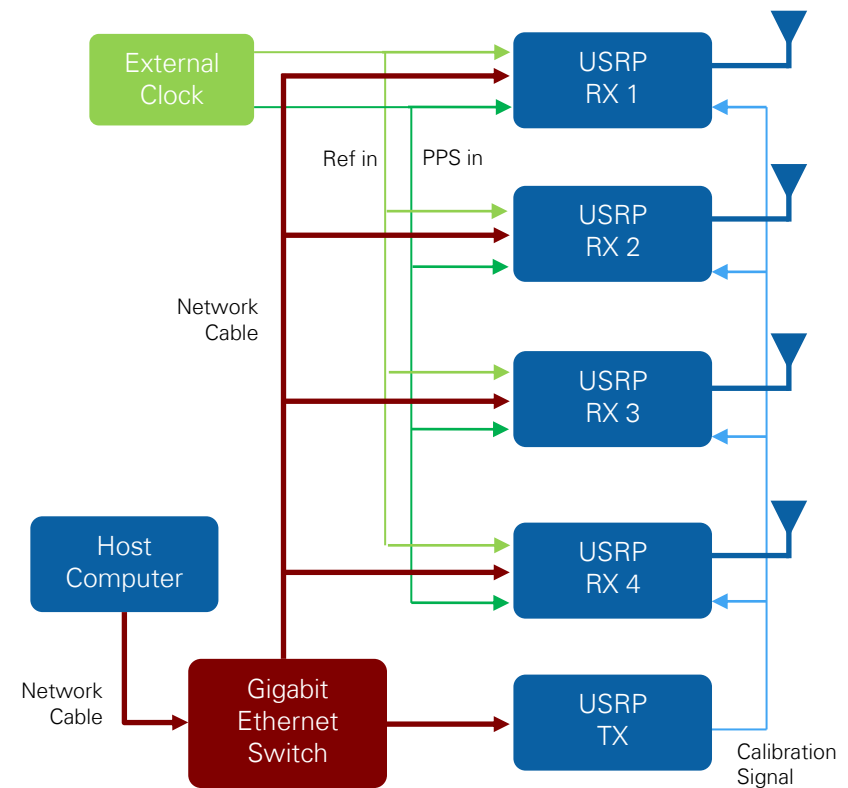 External
Clock
USRP
RX 1
Ref in
PPS in
USRP
RX 2
Network
Cable
USRP
RX 3
Host
Computer
USRP
RX 4
Network
Cable
Gigabit
Ethernet
Switch
USRP
TX
Calibration
Signal